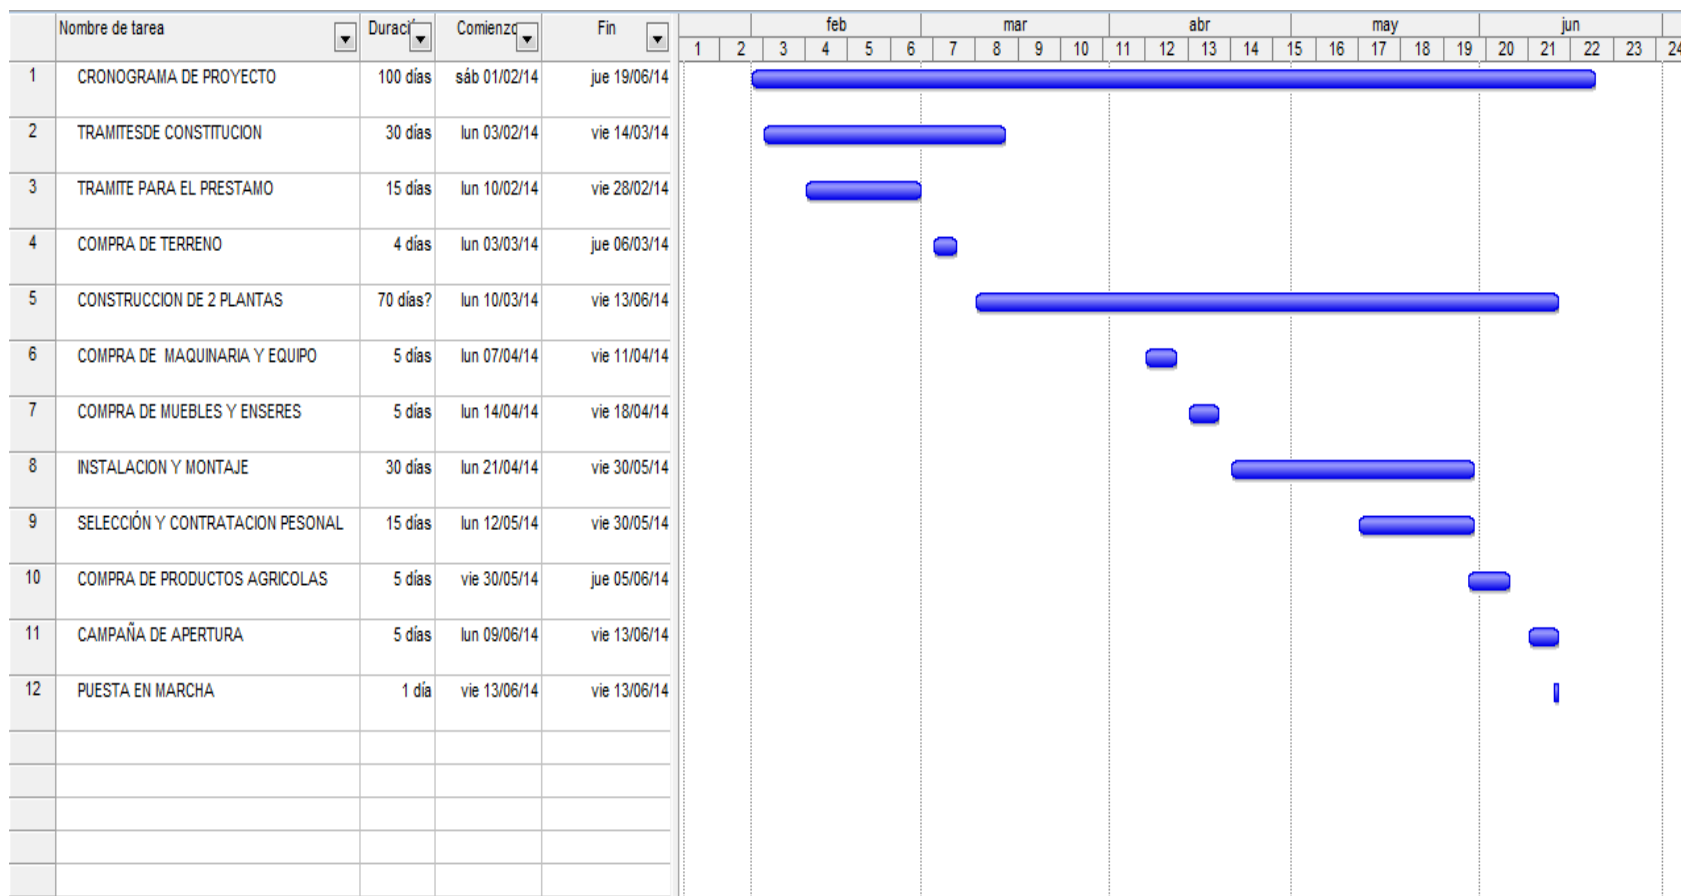 Nombre de tarea Duració Comienzo Fin feb mar abr may jun
1 2 3 4 5 6 7 8 9 10 11 12 13 14 15 16 17 18 19 20 21 22 23 24
1 CRONOGRAMA DE PROYECTO 100 días sáb 01/02/14 jue 19/06/14
2 TRAMITESDE CONSTITUCION 30 días lun 03/02/14 vie 14/03/14
3 TRAMITE PARA EL PRESTAMO 15 días lun 10/02/14 vie 28/02/14
4 COMPRA DE TERRENO 4 días lun 03/03/14 jue 06/03/14
5 CONSTRUCCION DE 2 PLANTAS 70 días? lun 10/03/14 vie 13/06/14
6 COMPRA DE MAQUINARIA Y EQUIPO 5 días lun 07/04/14 vie 11/04/14
7 COMPRA DE MUEBLES Y ENSERES 5 días lun 14/04/14 vie 18/04/14
8 INSTALACION Y MONTAJE 30 días lun 21/04/14 vie 30/05/14
9 SELECCIÓN Y CONTRATACION PESONAL 15 días lun 12/05/14 vie 30/05/14
10 COMPRA DE PRODUCTOS AGRICOLAS 5 días vie 30/05/14 jue 05/06/14
11 CAMPAÑA DE APERTURA 5 días lun 09/06/14 vie 13/06/14
12 PUESTA EN MARCHA 1 día vie 13/06/14 vie 13/06/14